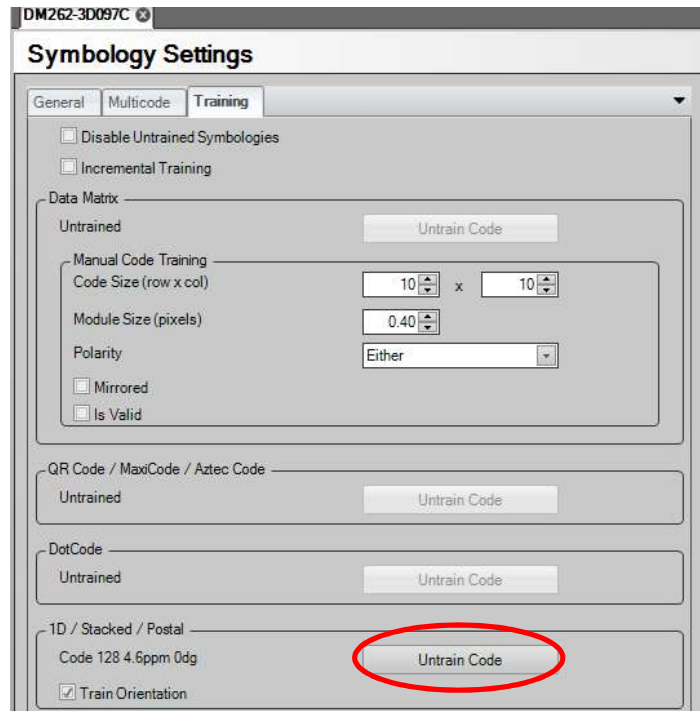 DM262-3D097C
Symbology Settings
General Multicode Training
Disable Untrained Symbologies
Incremental Training
Data Matrix
Untrained Untrain Code
Manual Code Training
Code Size (row x col) 10 x 10
Module Size (pixels) 0.40
Polarity Either
Mirrored
Is Valid
QR Code / MaxiCode / Aztec Code
Untrained Untrain Code
DotCode
Untrained Untrain Code
1D / Stacked / Postal
Code 128 4.6ppm 0dg Untrain Code
Train Orientation